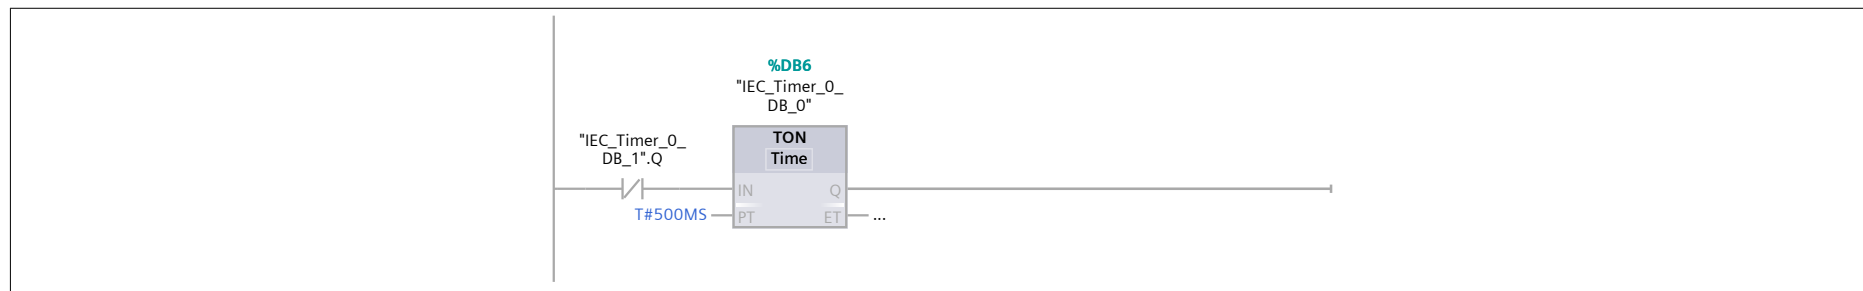 %DB6
"IEC_Timer_0_
DB_0"
"IEC_Timer_0_
DB_1".Q
TON
Time
IN
Q
T#500MS
PT
ET
...